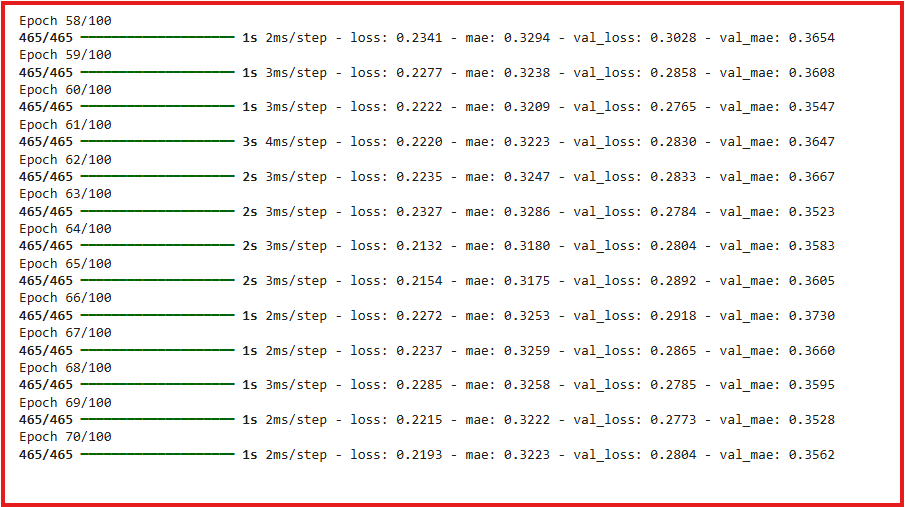 Epoch 58/100
465/465 ━━━━━━━━━━━━━━━━━━━━ 1s 2ms/step - loss: 0.2341 - mae: 0.3294 - val_loss: 0.3028 - val_mae: 0.3654
Epoch 59/100
465/465 ━━━━━━━━━━━━━━━━━━━━ 1s 3ms/step - loss: 0.2277 - mae: 0.3238 - val_loss: 0.2858 - val_mae: 0.3608
Epoch 60/100
465/465 ━━━━━━━━━━━━━━━━━━━━ 1s 3ms/step - loss: 0.2222 - mae: 0.3209 - val_loss: 0.2765 - val_mae: 0.3547
Epoch 61/100
465/465 ━━━━━━━━━━━━━━━━━━━━ 3s 4ms/step - loss: 0.2220 - mae: 0.3223 - val_loss: 0.2830 - val_mae: 0.3647
Epoch 62/100
465/465 ━━━━━━━━━━━━━━━━━━━━ 2s 3ms/step - loss: 0.2235 - mae: 0.3247 - val_loss: 0.2833 - val_mae: 0.3667
Epoch 63/100
465/465 ━━━━━━━━━━━━━━━━━━━━ 2s 3ms/step - loss: 0.2327 - mae: 0.3286 - val_loss: 0.2784 - val_mae: 0.3523
Epoch 64/100
465/465 ━━━━━━━━━━━━━━━━━━━━ 2s 3ms/step - loss: 0.2132 - mae: 0.3180 - val_loss: 0.2804 - val_mae: 0.3583
Epoch 65/100
465/465 ━━━━━━━━━━━━━━━━━━━━ 2s 3ms/step - loss: 0.2154 - mae: 0.3175 - val_loss: 0.2892 - val_mae: 0.3605
Epoch 66/100
465/465 ━━━━━━━━━━━━━━━━━━━━ 1s 2ms/step - loss: 0.2272 - mae: 0.3253 - val_loss: 0.2918 - val_mae: 0.3730
Epoch 67/100
465/465 ━━━━━━━━━━━━━━━━━━━━ 1s 2ms/step - loss: 0.2237 - mae: 0.3259 - val_loss: 0.2865 - val_mae: 0.3660
Epoch 68/100
465/465 ━━━━━━━━━━━━━━━━━━━━ 1s 3ms/step - loss: 0.2285 - mae: 0.3258 - val_loss: 0.2785 - val_mae: 0.3595
Epoch 69/100
465/465 ━━━━━━━━━━━━━━━━━━━━ 1s 2ms/step - loss: 0.2215 - mae: 0.3222 - val_loss: 0.2773 - val_mae: 0.3528
Epoch 70/100
465/465 ━━━━━━━━━━━━━━━━━━━━ 1s 2ms/step - loss: 0.2193 - mae: 0.3223 - val_loss: 0.2804 - val_mae: 0.3562